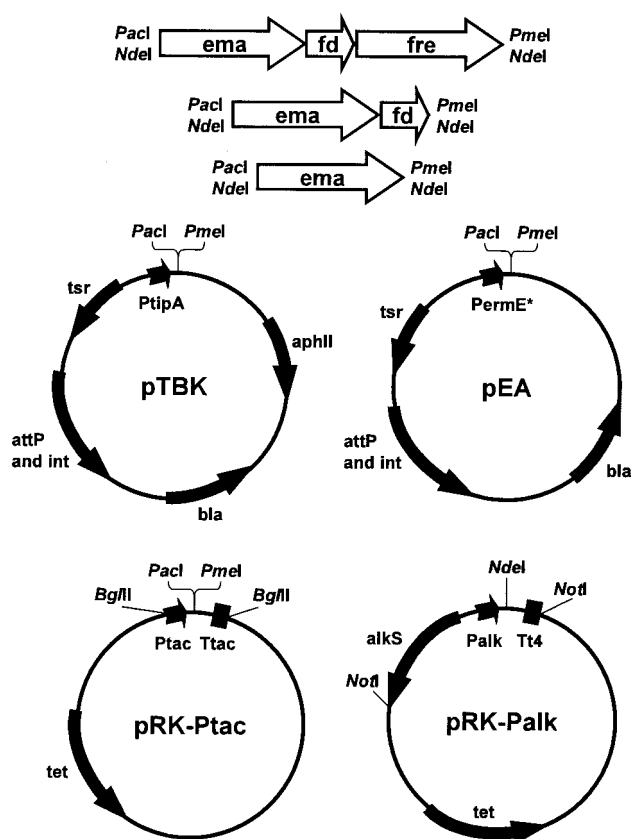 PacI ema fd fre PmeI
NdeI NdeI
PacI ema fd PmeI
NdeI NdeI
PacI ema PmeI
NdeI NdeI
PacI PmeI
tsr PtipA
aphII
pTBK
attP
and int
bla
PacI PmeI
tsr PermE*
pEA
attP
and int
bla
PacI PmeI
BglII BglII
Ptac Ttac
pRK-Ptac
tet
NdeI
NotI
alkS Palk Tt4
NotI
pRK-Palk
tet